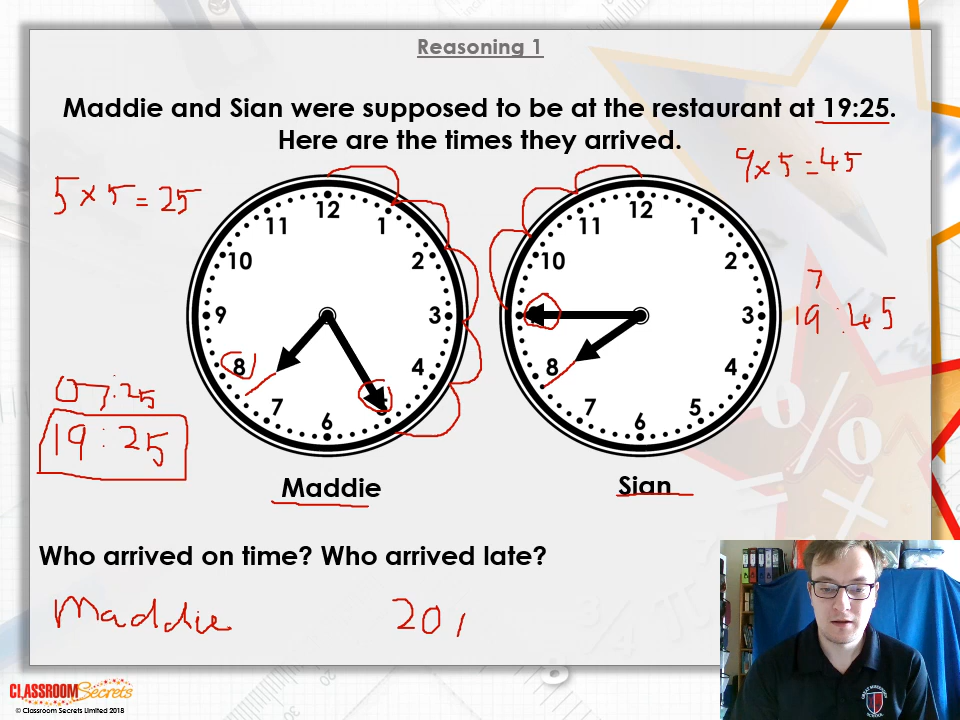 Reasoning 1
Maddie and Sian were supposed to be at the restaurant at 19:25.
Here are the times they arrived.
5 x 5 = 25
9 x 5 = 45
12
11
1
10
2
9
3
8
4
7
5
6
12
11
1
10
2
9
3
8
4
7
5
6
7
19:45
07:25
19:25
Maddie
Sian
Who arrived on time? Who arrived late?
Maddie
20
CLASSROOM Secrets
© Classroom Secrets Limited 2018